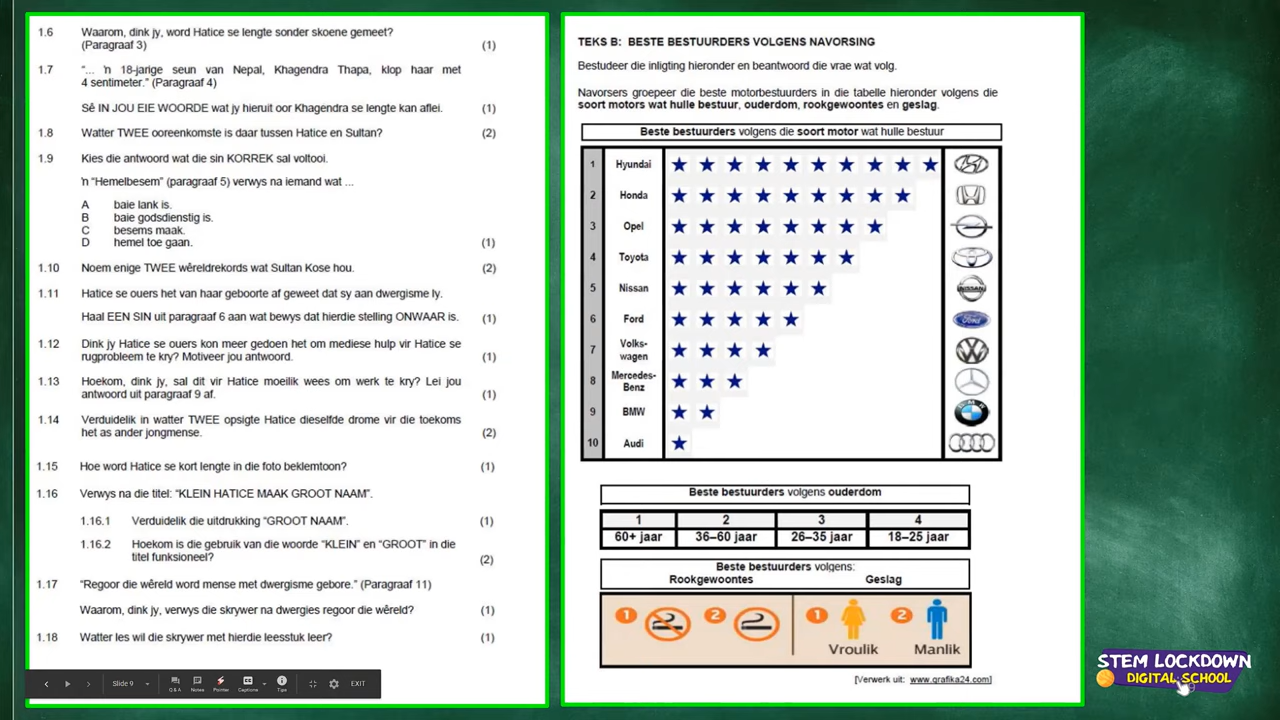 1.6 Waarom, dink jy, word Hatice se lengte sonder skoene gemeet?
(Paragraaf 3) (1)
1.7 "... 'n 18-jarige seun van Nepal, Khagendra Thapa, klop haar met
4 sentimeter." (Paragraaf 4)
Sê IN JOU EIE WOORDE wat jy hieruit oor Khagendra se lengte kan aflei. (1)
1.8 Watter TWEE ooreenkomste is daar tussen Hatice en Sultan? (2)
1.9 Kies die antwoord wat die sin KORREK sal voltooi.
'n "Hemelbesem" (paragraaf 5) verwys na iemand wat ...
A baie lank is.
B baie godsdienstig is.
C besems maak.
D hemel toe gaan. (1)
1.10 Noem enige TWEE wêreldrekords wat Sultan Kose hou. (2)
1.11 Hatice se ouers het van haar geboorte af geweet dat sy aan dwergisme ly.
Haal EEN SIN uit paragraaf 6 aan wat bewys dat hierdie stelling ONWAAR is. (1)
1.12 Dink jy Hatice se ouers kon meer gedoen het om mediese hulp vir Hatice se
rugprobleem te kry? Motiveer jou antwoord. (1)
1.13 Hoekom, dink jy, sal dit vir Hatice moeilik wees om werk te kry? Lei jou
antwoord uit paragraaf 9 af. (1)
1.14 Verduidelik in watter TWEE opsigte Hatice dieselfde drome vir die toekoms
het as ander jongmense. (2)
1.15 Hoe word Hatice se kort lengte in die foto beklemtoon? (1)
1.16 Verwys na die titel: "KLEIN HATICE MAAK GROOT NAAM".
1.16.1 Verduidelik die uitdrukking "GROOT NAAM". (1)
1.16.2 Hoekom is die gebruik van die woorde "KLEIN" en "GROOT" in die
titel funksioneel? (2)
1.17 "Regoor die wêreld word mense met dwergisme gebore." (Paragraaf 11)
Waarom, dink jy, verwys die skrywer na dwergies regoor die wêreld? (1)
1.18 Watter les wil die skrywer met hierdie leesstuk leer? (1)
Slide 9
Q & A Notes Pointer Captions Tips EXIT
TEKS B: BESTE BESTUURDERS VOLGENS NAVORSING
Bestudeer die inligting hieronder en beantwoord die vrae wat volg.
Navorsers groepeer die beste motorbestuurders in die tabelle hieronder volgens die
soort motors wat hulle bestuur, ouderdom, rookgewoontes en geslag.
Beste bestuurders volgens die soort motor wat hulle bestuur
1 Hyundai
2 Honda
3 Opel
4 Toyota
5 Nissan NISSAN
6 Ford Ford
7 Volks-
wagen
8 Mercedes-
Benz
9 BMW BMW
10 Audi
Beste bestuurders volgens ouderdom
1 2 3 4
60+ jaar 36–60 jaar 26–35 jaar 18–25 jaar
Beste bestuurders volgens:
Rookgewoontes Geslag
1 2 1 2
Vroulik Manlik
[Verwerk uit: www.grafika24.com]
STEM LOCKDOWN
DIGITAL SCHOOL